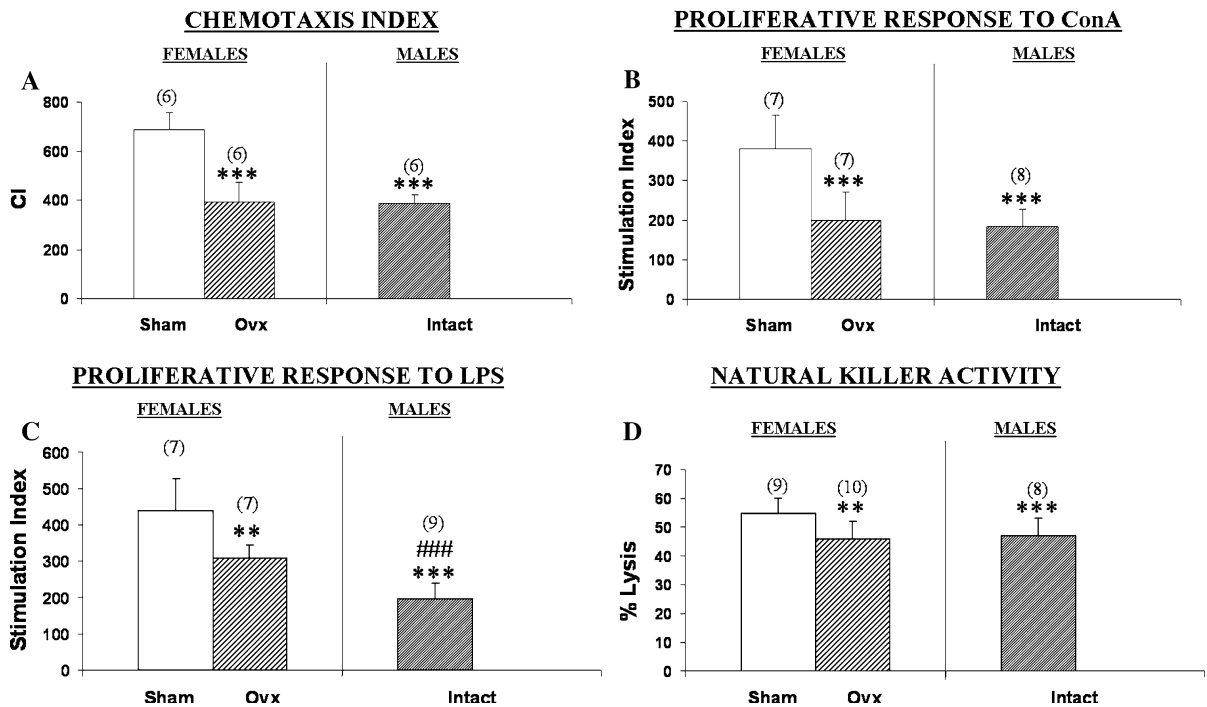 CHEMOTAXIS INDEX
FEMALES
MALES
A
800
600
400
200
0
CI
(6)
(6)
***
(6)
***
Sham
Ovx
Intact
PROLIFERATIVE RESPONSE TO ConA
FEMALES
MALES
B
500
400
300
200
100
0
Stimulation Index
(7)
(7)
***
(8)
***
Sham
Ovx
Intact
PROLIFERATIVE RESPONSE TO LPS
FEMALES
MALES
C
600
500
400
300
200
100
0
Stimulation Index
(7)
(7)
**
(9)
###
***
Sham
Ovx
Intact
NATURAL KILLER ACTIVITY
FEMALES
MALES
D
70
60
50
40
30
20
10
0
% Lysis
(9)
(10)
**
(8)
***
Sham
Ovx
Intact